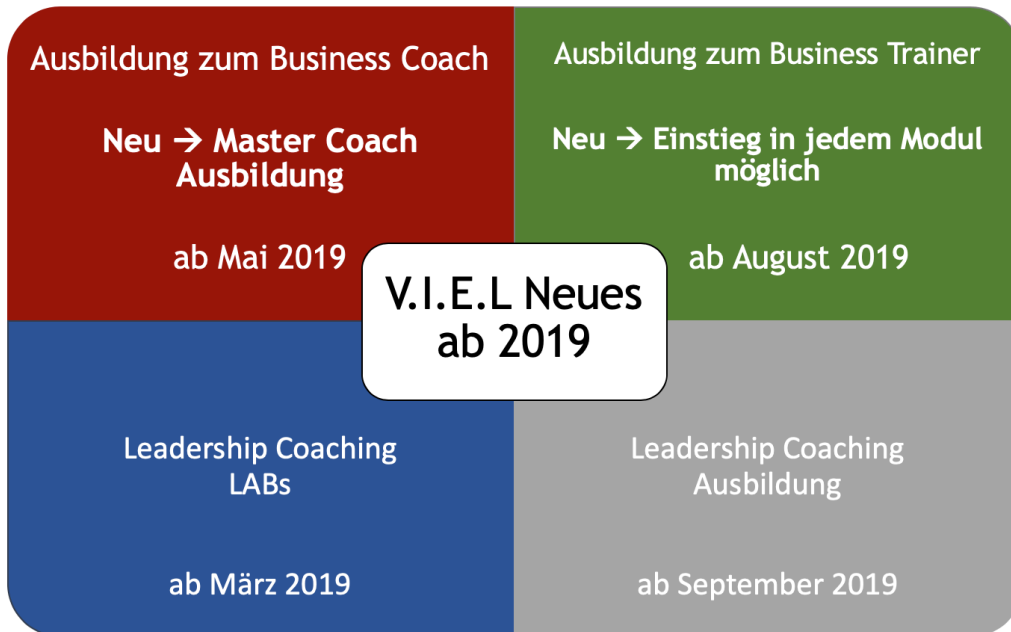 Ausbildung zum Business Coach
Neu → Master Coach
Ausbildung
ab Mai 2019
Ausbildung zum Business Trainer
Neu → Einstieg in jedem Modul
möglich
ab August 2019
V.I.E.L Neues
ab 2019
Leadership Coaching
LABs
ab März 2019
Leadership Coaching
Ausbildung
ab September 2019